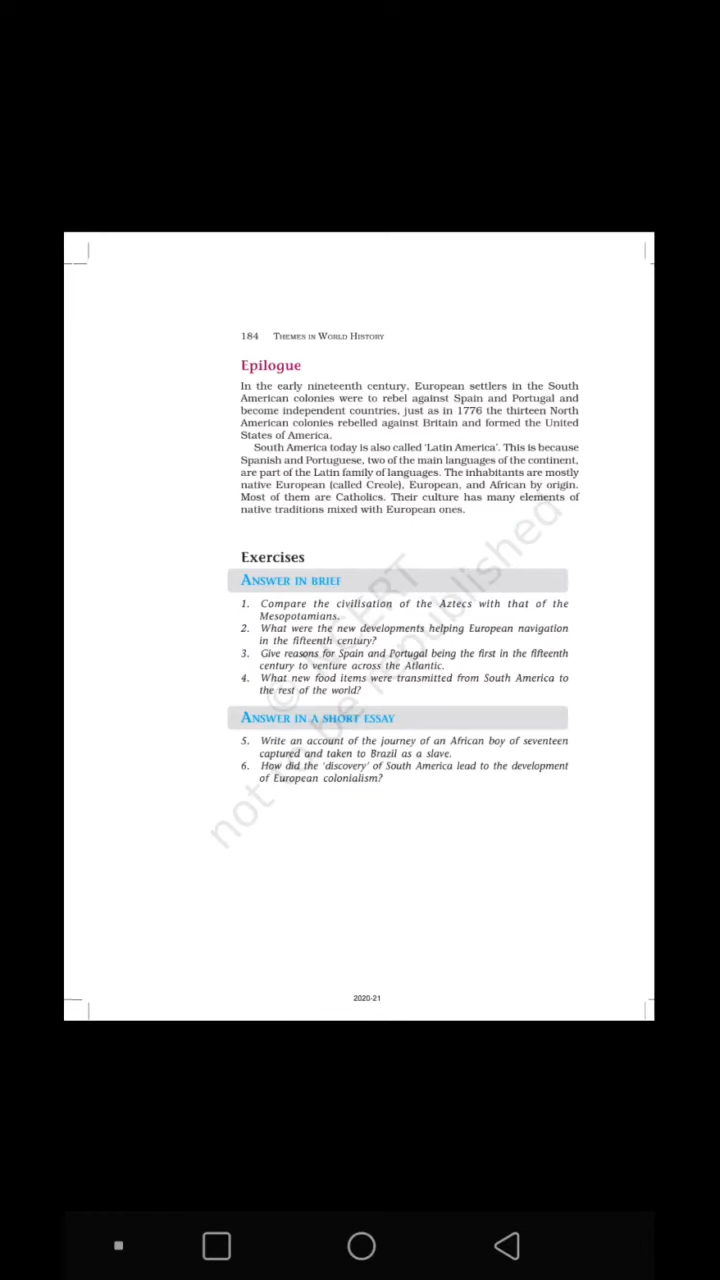 184 THEMES IN WORLD HISTORY
Epilogue
In the early nineteenth century, European settlers in the South
American colonies were to rebel against Spain and Portugal and
become independent countries, just as in 1776 the thirteen North
American colonies rebelled against Britain and formed the United
States of America.
South America today is also called ‘Latin America’. This is because
Spanish and Portuguese, two of the main languages of the continent,
are part of the Latin family of languages. The inhabitants are mostly
native European (called Creole), European, and African by origin.
Most of them are Catholics. Their culture has many elements of
native traditions mixed with European ones.
Exercises
ANSWER IN BRIEF
1. Compare the civilisation of the Aztecs with that of the
Mesopotamians.
2. What were the new developments helping European navigation
in the fifteenth century?
3. Give reasons for Spain and Portugal being the first in the fifteenth
century to venture across the Atlantic.
4. What new food items were transmitted from South America to
the rest of the world?
ANSWER IN A SHORT ESSAY
5. Write an account of the journey of an African boy of seventeen
captured and taken to Brazil as a slave.
6. How did the ‘discovery’ of South America lead to the development
of European colonialism?
© NCERT
not to be republished
2020-21